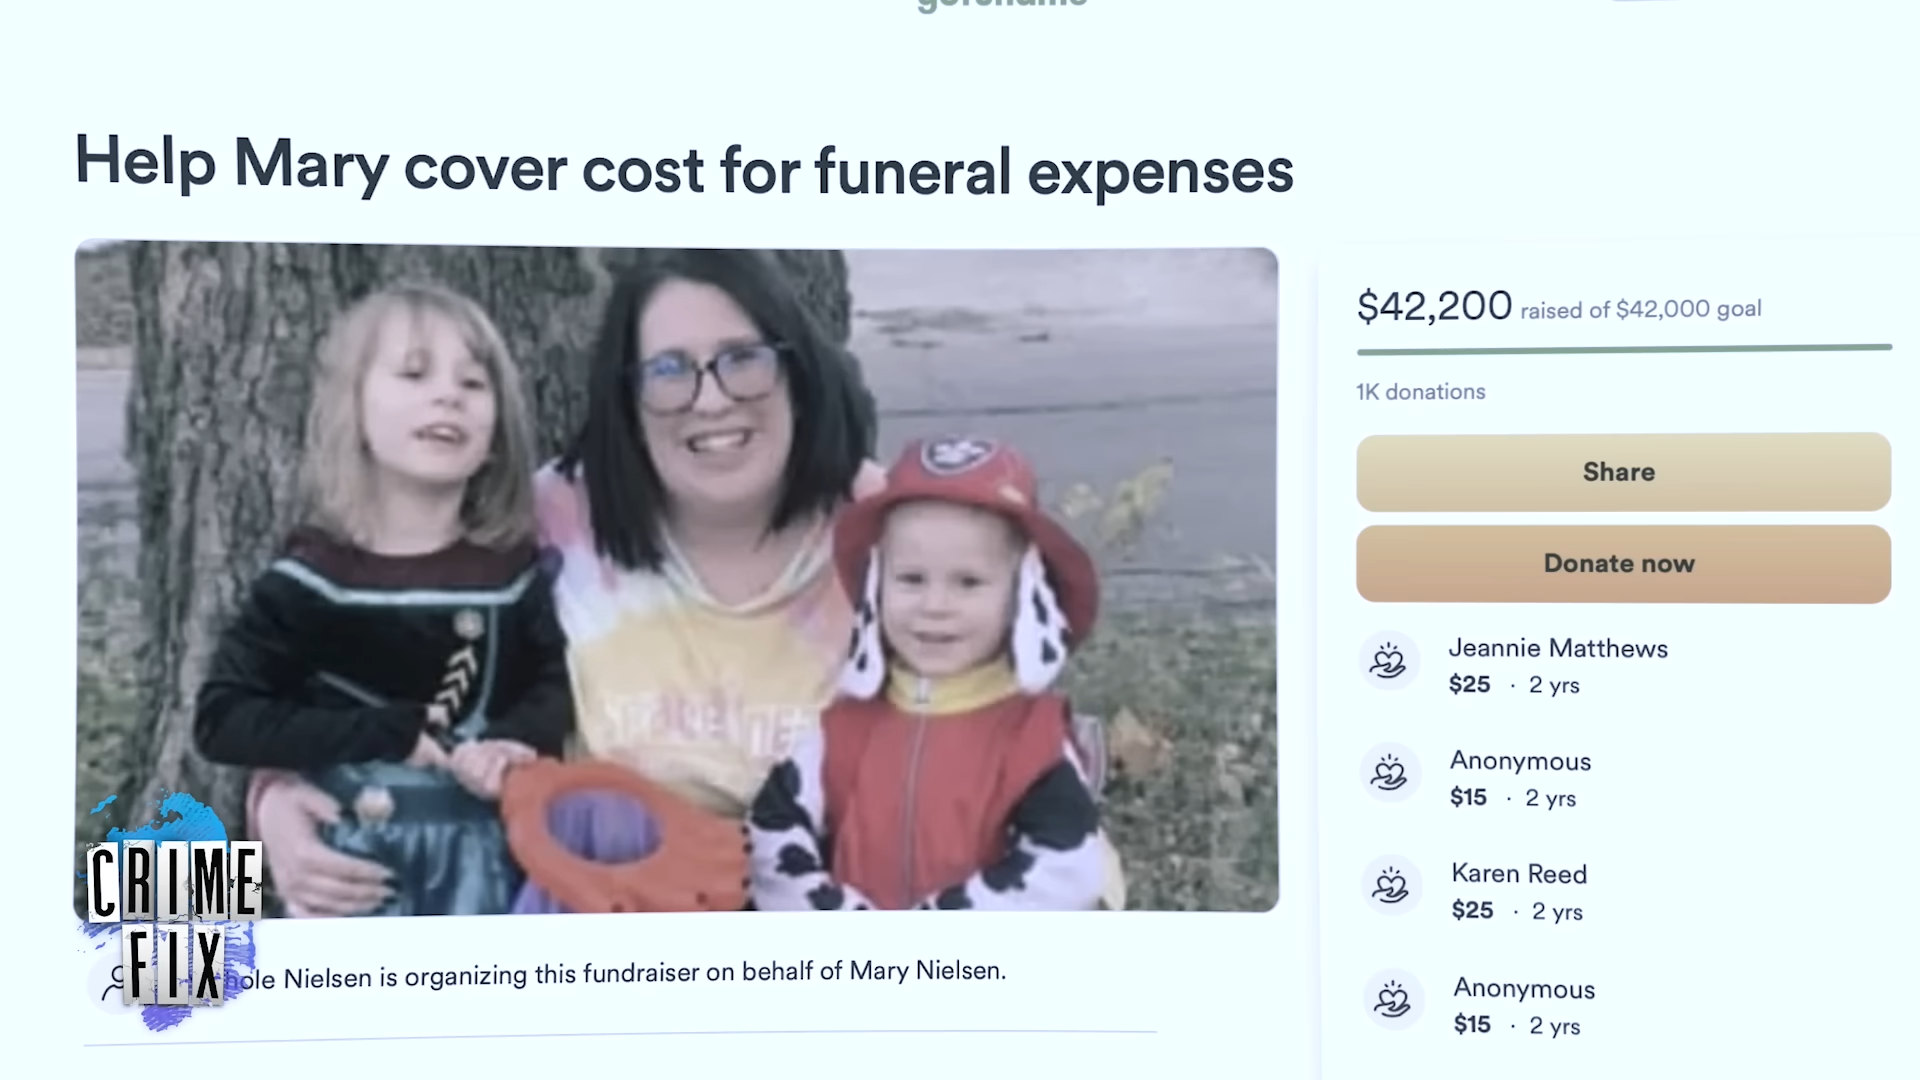 Help Mary cover cost for funeral expenses
$42,200 raised of $42,000 goal
1K donations
Share
Donate now
Jeannie Matthews
$25 · 2 yrs
Anonymous
$15 · 2 yrs
Karen Reed
$25 · 2 yrs
Anonymous
$15 · 2 yrs
Nielsen is organizing this fundraiser on behalf of Mary Nielsen.
CRIME
FIX